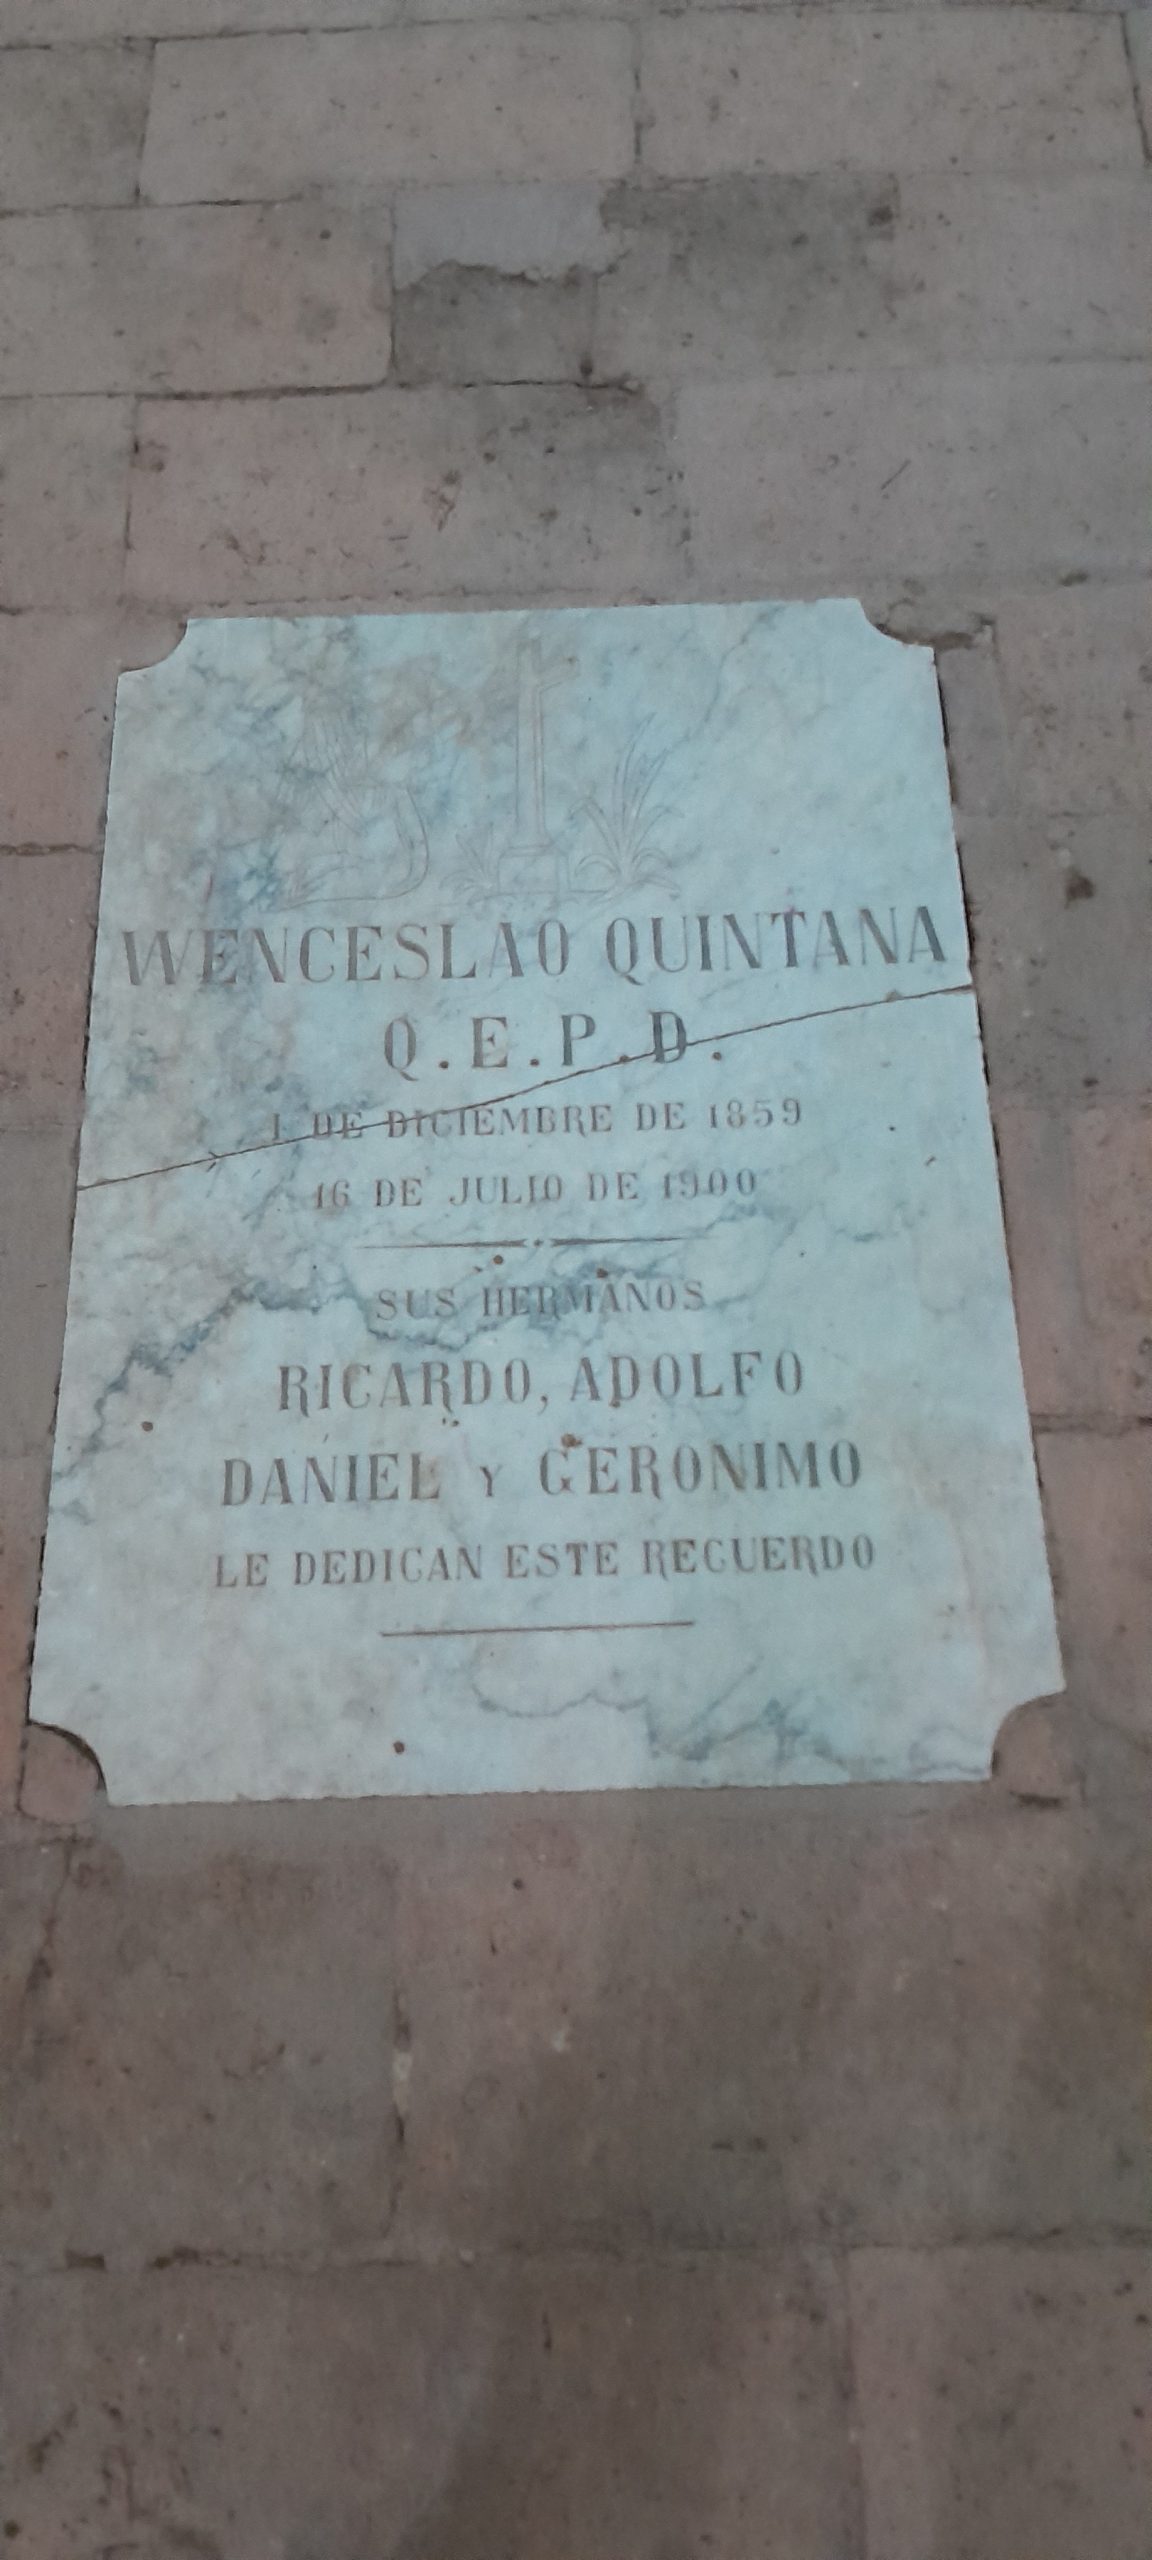 WENCESLAO QUINTANA
Q.E.P.D.
1 DE DICIEMBRE DE 1859
16 DE JULIO DE 1900
SUS HERMANOS
RICARDO, ADOLFO
DANIEL Y GERONIMO
LE DEDICAN ESTE RECUERDO